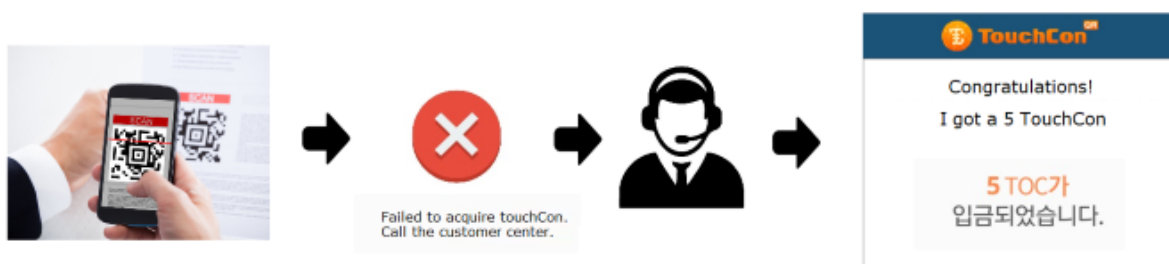 SCAN
SCAN
Failed to acquire touchCon.
Call the customer center.
TouchCon QR
Congratulations!
I got a 5 TouchCon
5 TOC가
입금되었습니다.